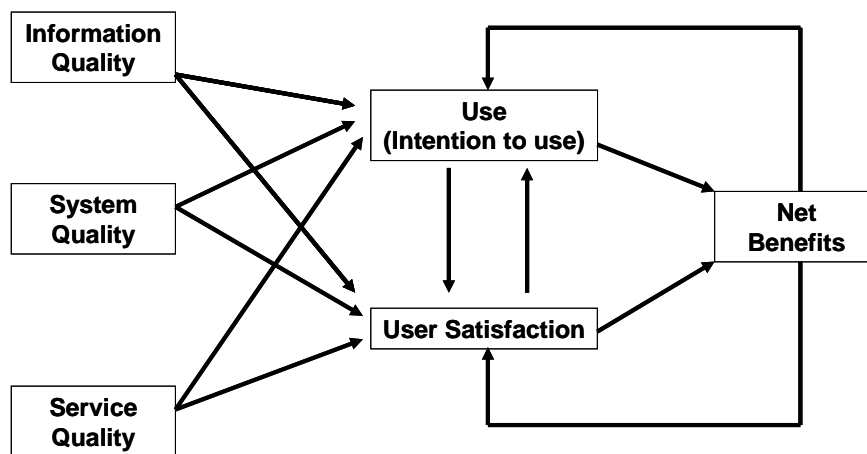 Information
Quality
Use
(Intention to use)
System
Quality
Net
Benefits
User Satisfaction
Service
Quality